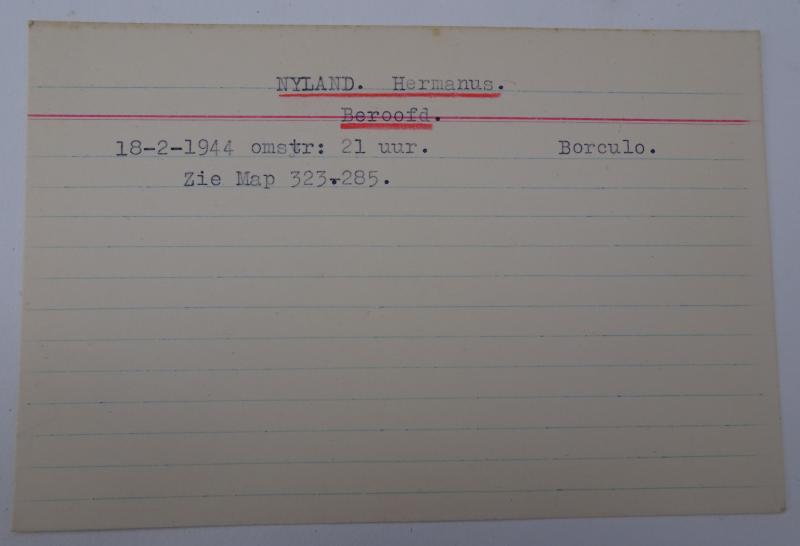 NYLAND. Hermanus.
Beroofd.
18-2-1944 omstr: 21 uur. Borculo.
Zie Map 323.-285.